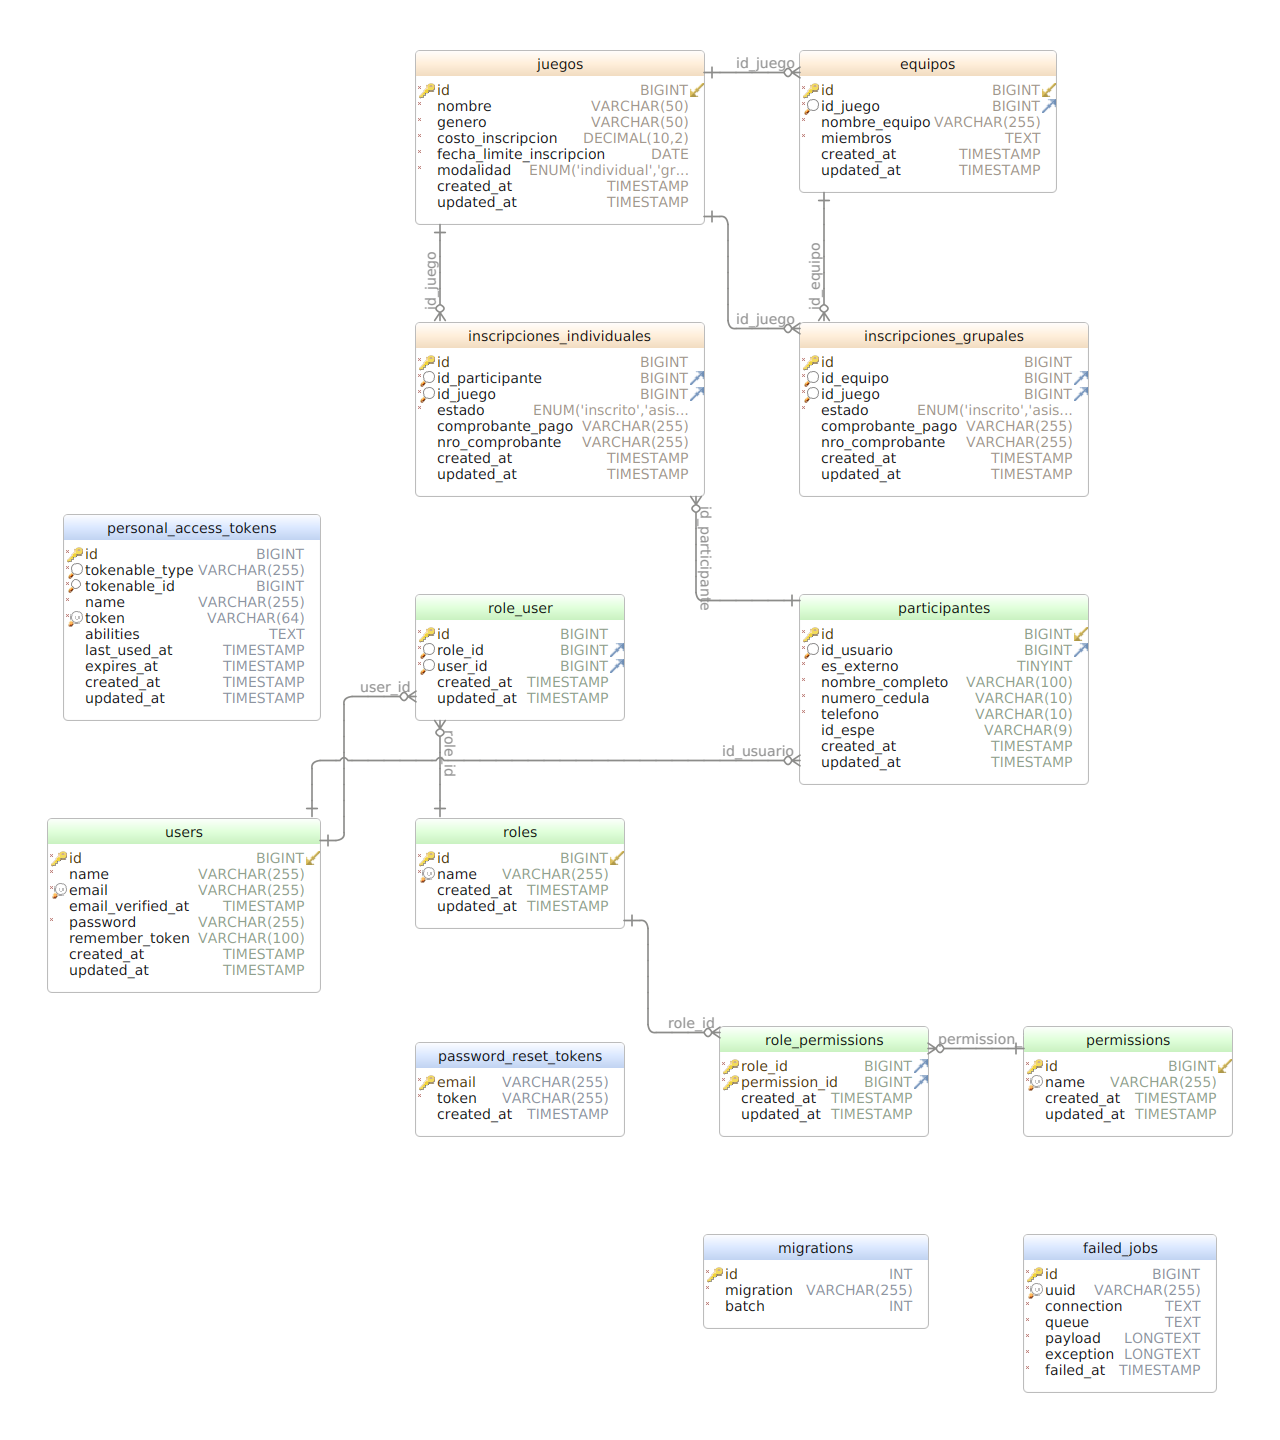 juegos
id BIGINT
nombre VARCHAR(50)
genero VARCHAR(50)
costo_inscripcion DECIMAL(10,2)
fecha_limite_inscripcion DATE
modalidad ENUM('individual','gr...
created_at TIMESTAMP
updated_at TIMESTAMP
id_juego
equipos
id BIGINT
id_juego BIGINT
nombre_equipo VARCHAR(255)
miembros TEXT
created_at TIMESTAMP
updated_at TIMESTAMP
id_juego
id_juego
id_equipo
inscripciones_individuales
id BIGINT
id_participante BIGINT
id_juego BIGINT
estado ENUM('inscrito','asis...
comprobante_pago VARCHAR(255)
nro_comprobante VARCHAR(255)
created_at TIMESTAMP
updated_at TIMESTAMP
inscripciones_grupales
id BIGINT
id_equipo BIGINT
id_juego BIGINT
estado ENUM('inscrito','asis...
comprobante_pago VARCHAR(255)
nro_comprobante VARCHAR(255)
created_at TIMESTAMP
updated_at TIMESTAMP
id_participante
personal_access_tokens
id BIGINT
tokenable_type VARCHAR(255)
tokenable_id BIGINT
name VARCHAR(255)
token VARCHAR(64)
abilities TEXT
last_used_at TIMESTAMP
expires_at TIMESTAMP
created_at TIMESTAMP
updated_at TIMESTAMP
role_user
id BIGINT
role_id BIGINT
user_id BIGINT
created_at TIMESTAMP
updated_at TIMESTAMP
participantes
id BIGINT
id_usuario BIGINT
es_externo TINYINT
nombre_completo VARCHAR(100)
numero_cedula VARCHAR(10)
telefono VARCHAR(10)
id_espe VARCHAR(9)
created_at TIMESTAMP
updated_at TIMESTAMP
user_id
role_id
id_usuario
users
id BIGINT
name VARCHAR(255)
email VARCHAR(255)
email_verified_at TIMESTAMP
password VARCHAR(255)
remember_token VARCHAR(100)
created_at TIMESTAMP
updated_at TIMESTAMP
roles
id BIGINT
name VARCHAR(255)
created_at TIMESTAMP
updated_at TIMESTAMP
role_id
password_reset_tokens
email VARCHAR(255)
token VARCHAR(255)
created_at TIMESTAMP
role_permissions
role_id BIGINT
permission_id BIGINT
created_at TIMESTAMP
updated_at TIMESTAMP
permission_
permissions
id BIGINT
name VARCHAR(255)
created_at TIMESTAMP
updated_at TIMESTAMP
migrations
id INT
migration VARCHAR(255)
batch INT
failed_jobs
id BIGINT
uuid VARCHAR(255)
connection TEXT
queue TEXT
payload LONGTEXT
exception LONGTEXT
failed_at TIMESTAMP